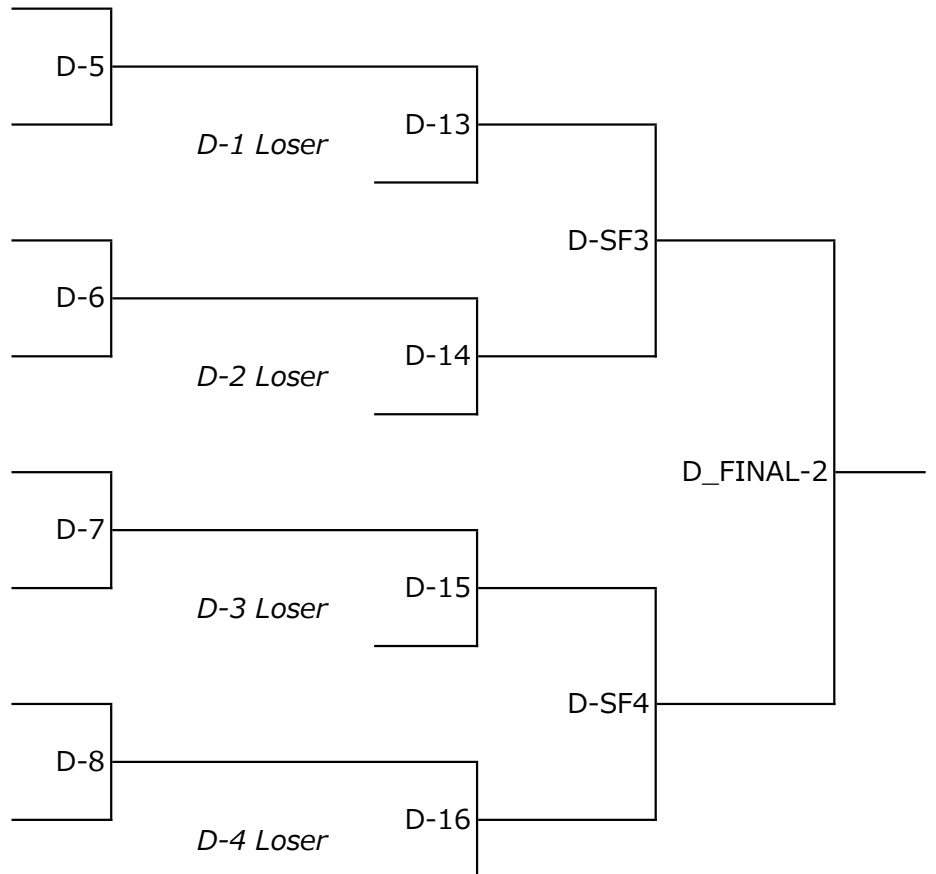 D-5
D-13
D-1 Loser
D-SF3
D-6
D-14
D-2 Loser
D_FINAL-2
D-7
D-15
D-3 Loser
D-SF4
D-8
D-16
D-4 Loser